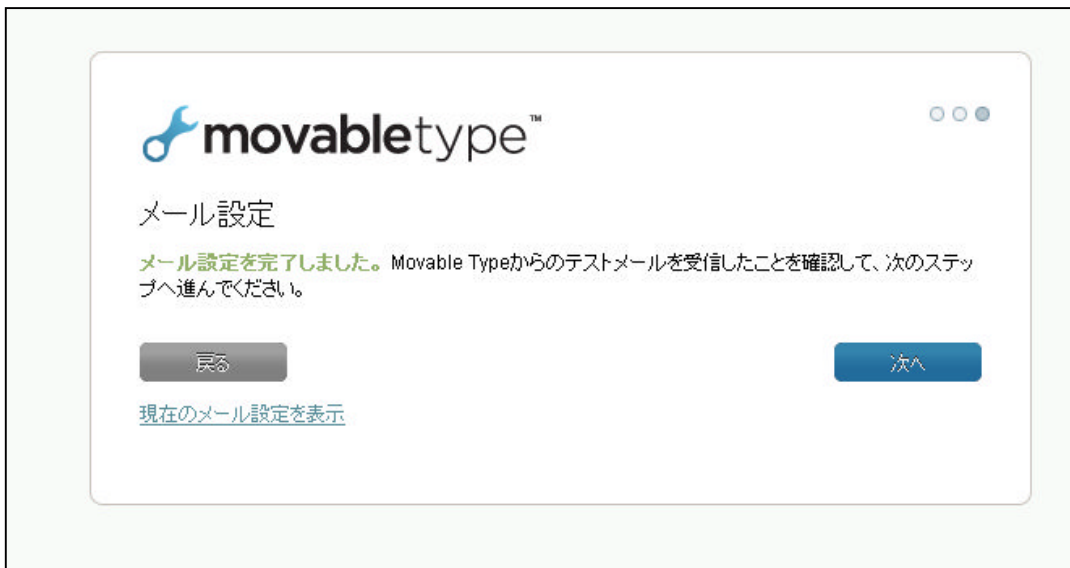 movabletype™
メール設定
メール設定を完了しました。Movable Typeからのテストメールを受信したことを確認して、次のステッ
プへ進んでください。
戻る
次へ
現在のメール設定を表示